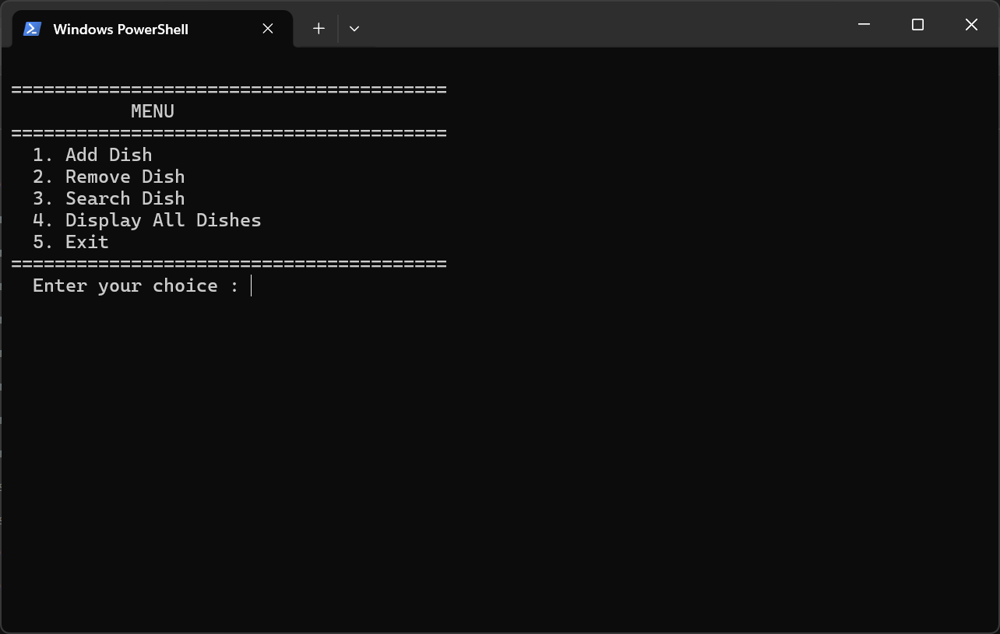 Windows PowerShell
========================================
           MENU
========================================
  1. Add Dish
  2. Remove Dish
  3. Search Dish
  4. Display All Dishes
  5. Exit
========================================
  Enter your choice :